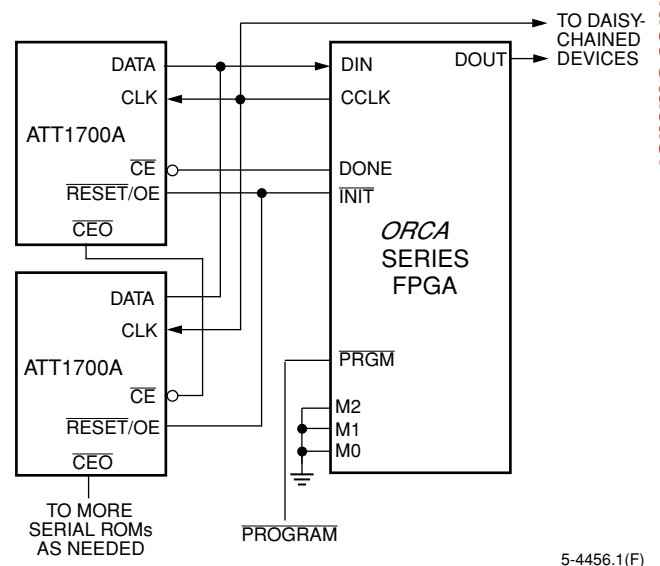 TO DAISY-
CHAINED
DEVICES
DATA
CLK
ATT1700A
CE
RESET/OE
CEO
DIN
DOUT
CCLK
DONE
INIT
ORCA
SERIES
FPGA
PRGM
M2
M1
M0
DATA
CLK
ATT1700A
CE
RESET/OE
CEO
TO MORE
SERIAL ROMs
AS NEEDED
PROGRAM
5-4456.1(F)